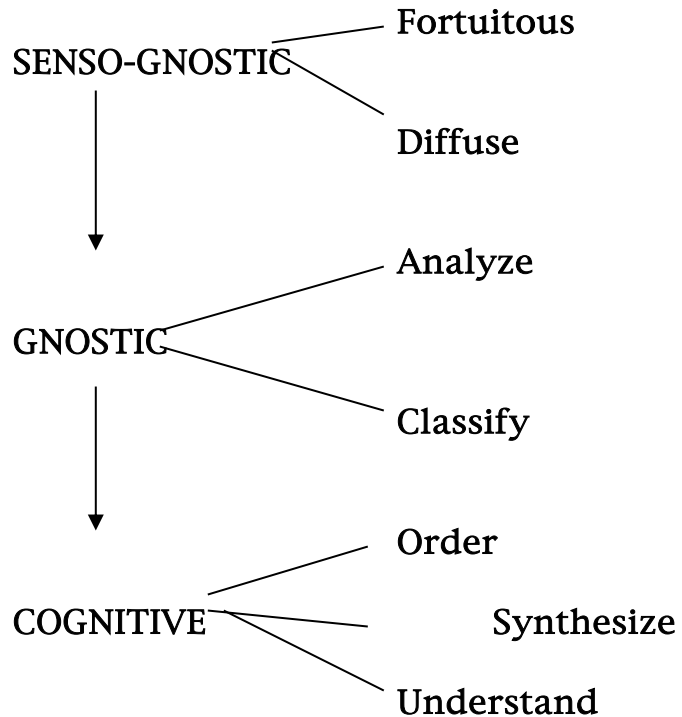 Fortuitous
SENSO-GNOSTIC
Diffuse
Analyze
GNOSTIC
Classify
Order
COGNITIVE
Synthesize
Understand